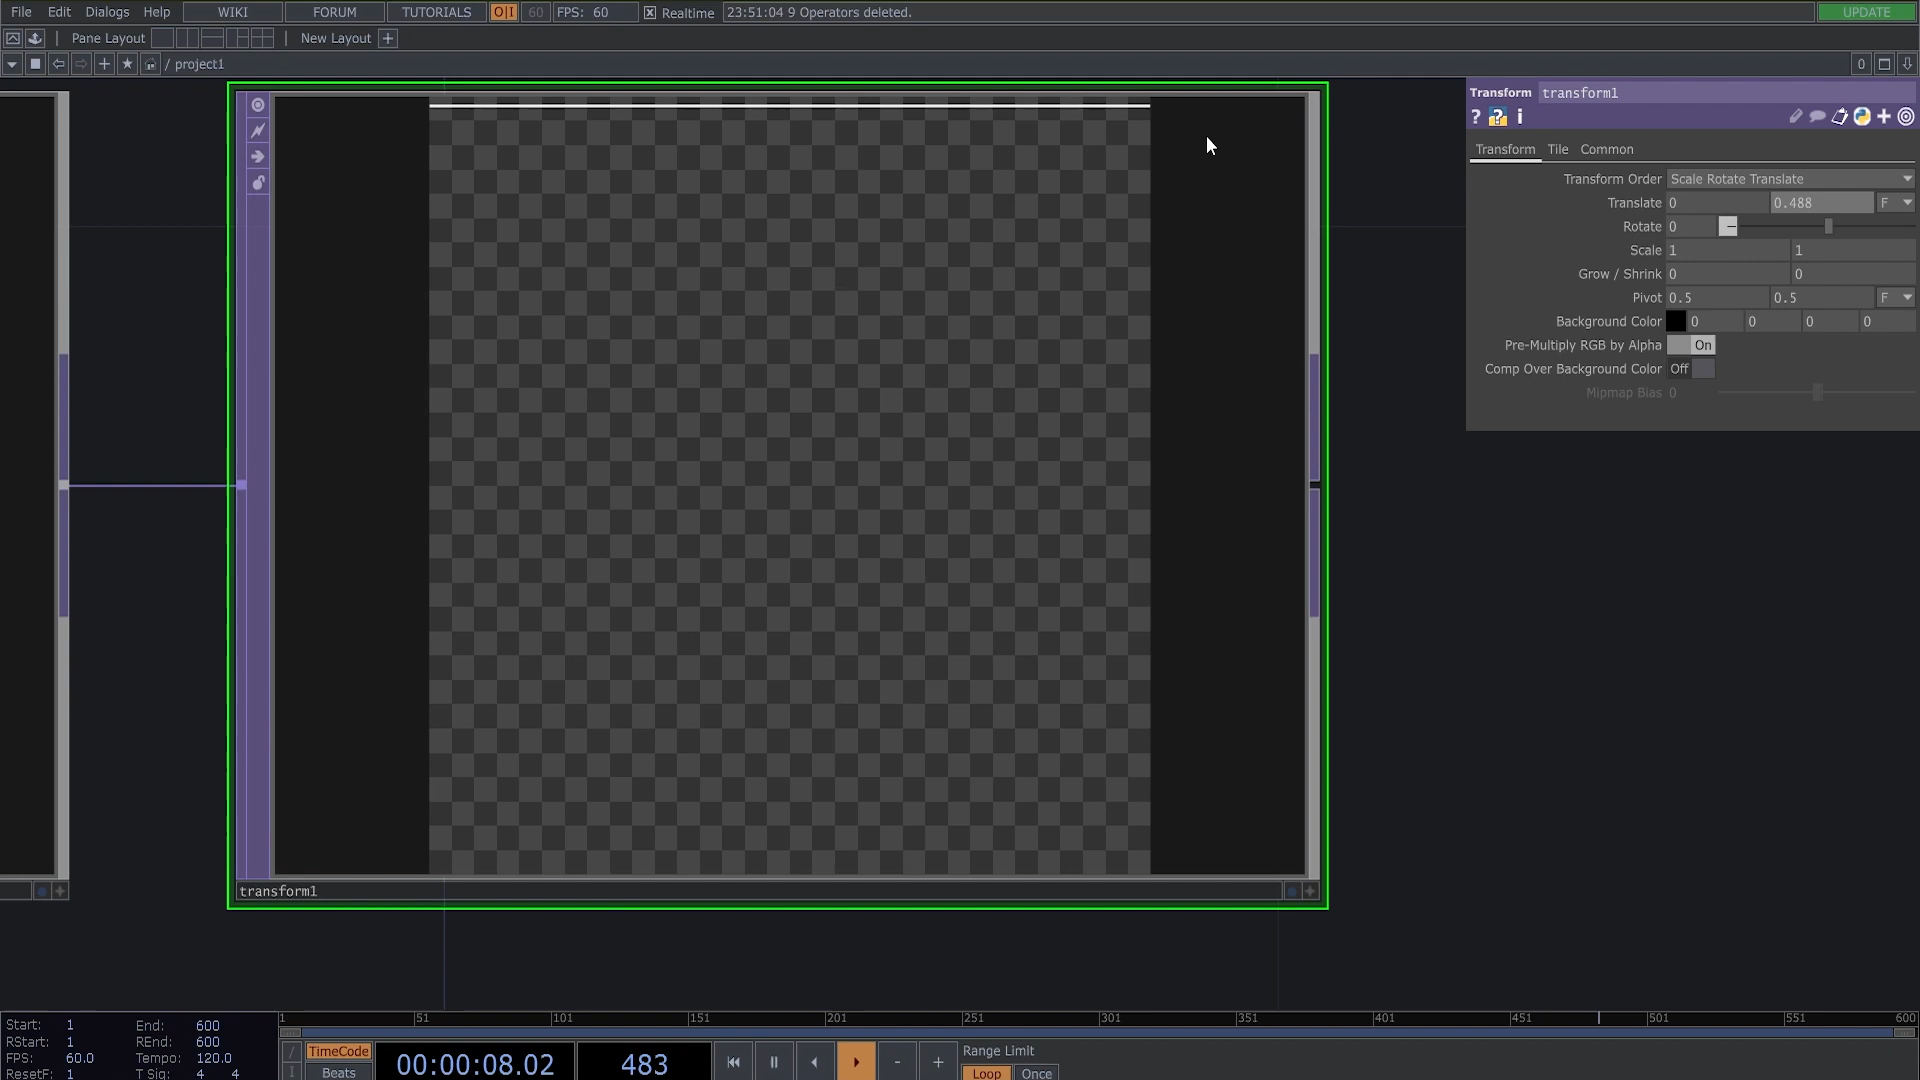 File Edit Dialogs Help WIKI FORUM TUTORIALS O|I 60 FPS: 60 Realtime 23:51:04 9 Operators deleted. UPDATE
Pane Layout New Layout +
/ project1 0
Transform transform1
? ? i
Transform Tile Common
Transform Order Scale Rotate Translate
Translate 0 0.488 F
Rotate 0
Scale 1 1
Grow / Shrink 0 0
Pivot 0.5 0.5 F
Background Color 0 0 0 0
Pre-Multiply RGB by Alpha On
Comp Over Background Color Off
Mipmap Bias 0
transform1
1 51 101 151 201 251 301 351 401 451 501 551 600
Start: 1 End: 600
RStart: 1 REnd: 600
FPS: 60.0 Tempo: 120.0
ResetF: 1 T Sig: 4 4
TimeCode
Beats
00:00:08.02 483
- +
Range Limit
Loop Once